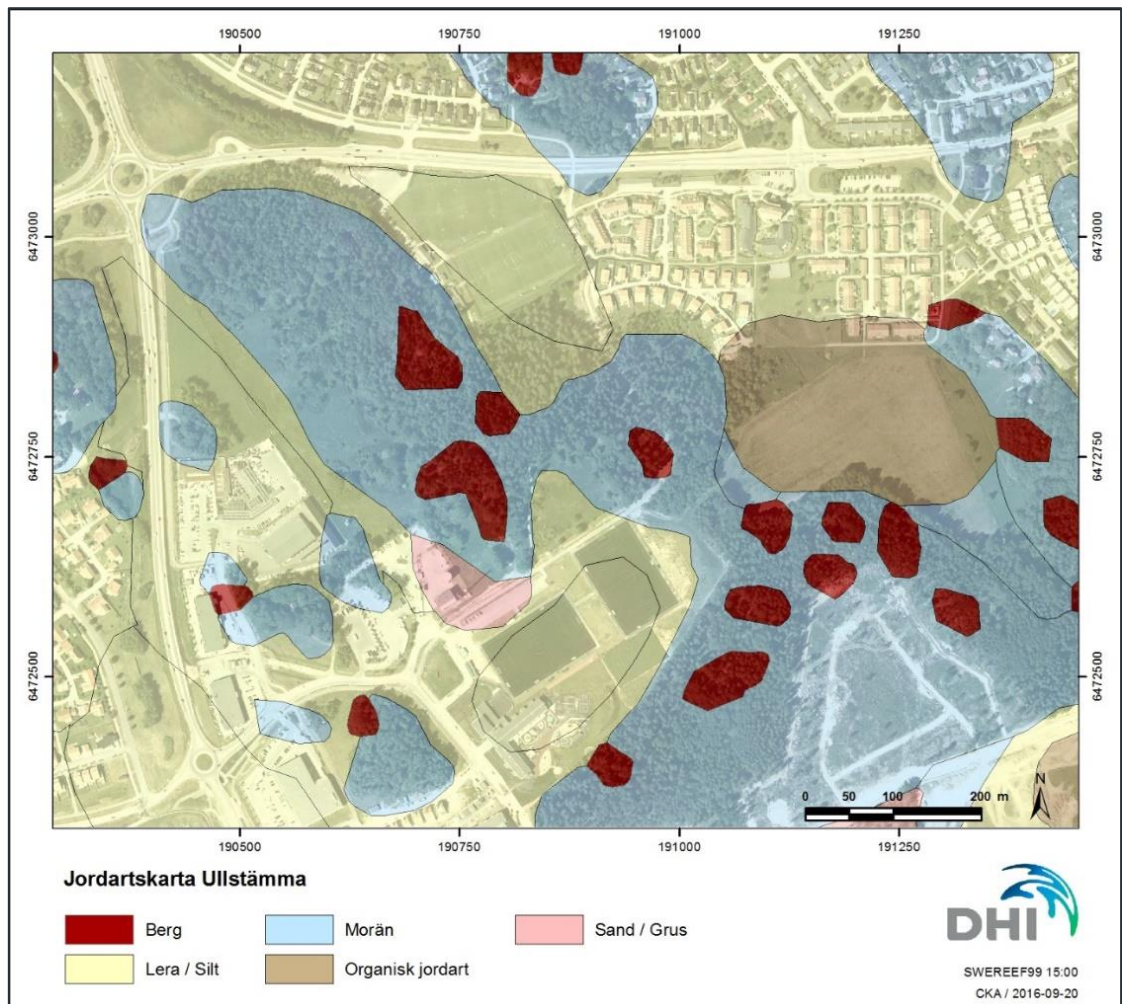 190500 190750 191000 191250
6473000 6473000
6472750 6472750
6472500 6472500
N
0 50 100 200 m
190500 190750 191000 191250
Jordartskarta Ullstämma
Berg Morän Sand / Grus
Lera / Silt Organisk jordart
DHI
SWEREEF99 15:00
CKA / 2016-09-20